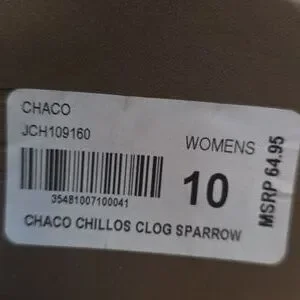 CHACO
JCH109160
WOMENS
10
35481007100041
MSRP 64.95
CHACO CHILLOS CLOG SPARROW